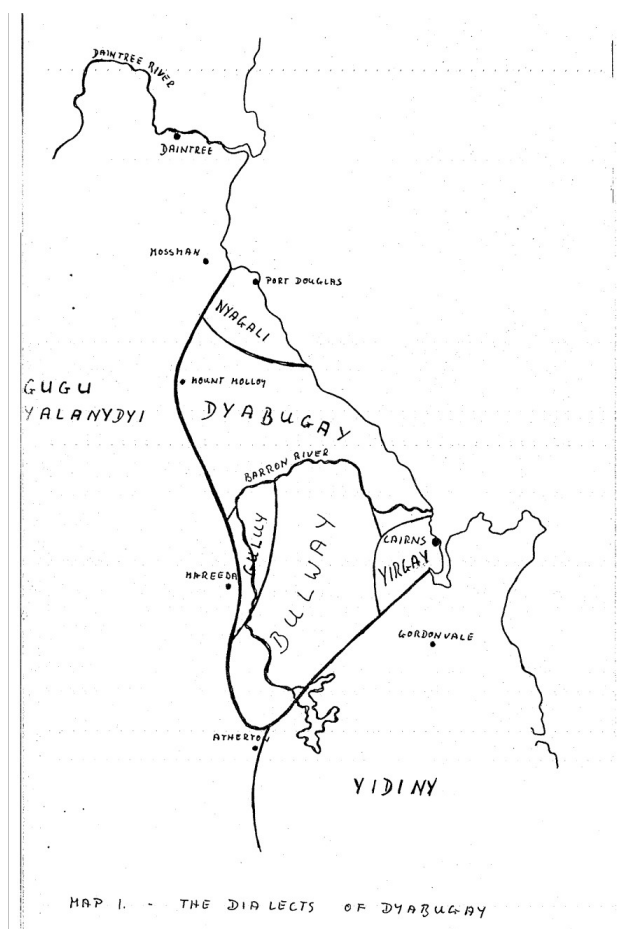 DAINTREE RIVER
DAINTREE
MOSSMAN
PORT DOUGLAS
NYAGALI
MOUNT MOLLOY
GUGU
YALANYDYI
DYABUGAY
BARRON RIVER
GULUY
CAIRNS
YIRGAY
MAREEBA
BULWAY
GORDONVALE
ATHERTON
YIDINY
MAP 1. - THE DIALECTS OF DYABUGAY